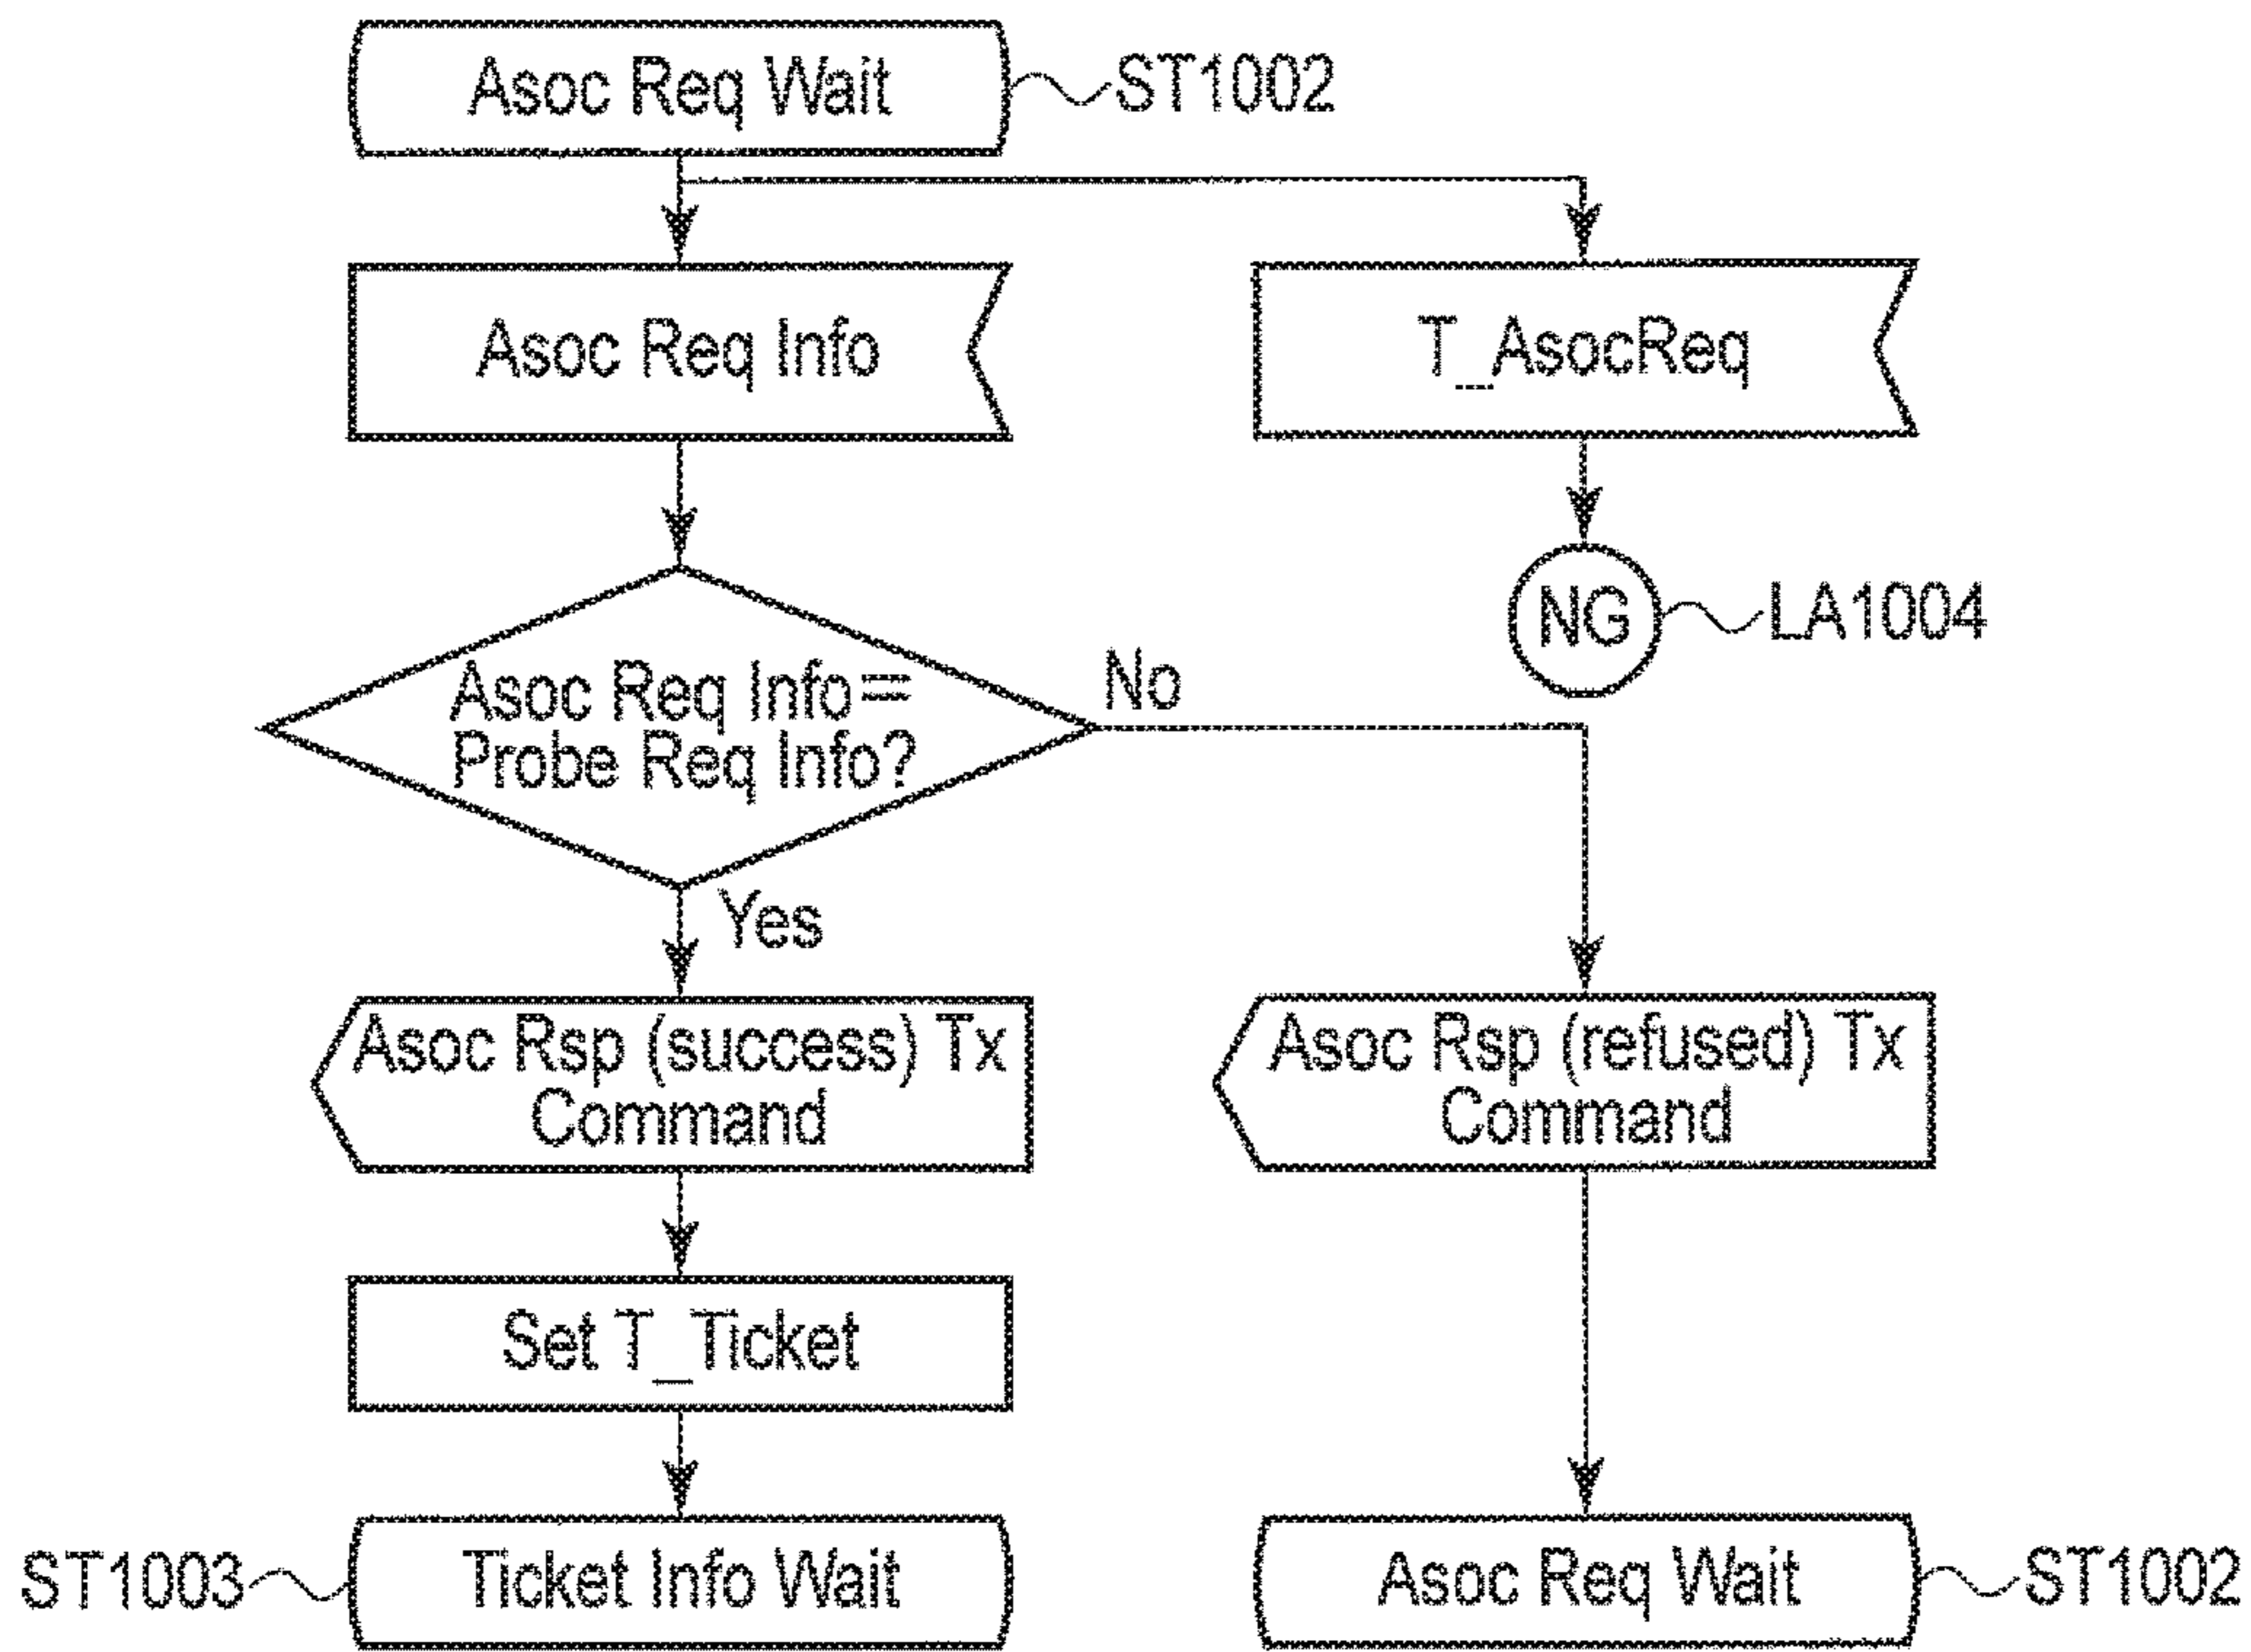 Asoc Req Wait
ST1002
Asoc Req Info
T_AsocReq
NG
LA1004
Asoc Req Info==
Probe Req Info?
No
Yes
Asoc Rsp (success) Tx
Command
Asoc Rsp (refused) Tx
Command
Set T_Ticket
ST1003
Ticket Info Wait
Asoc Req Wait
ST1002